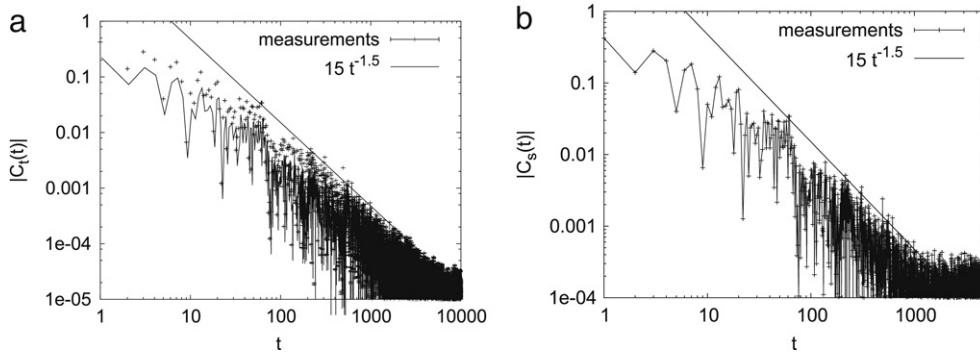 a
1
0.1
0.01
0.001
1e-04
1e-05
|C_t(t)|
measurements
15 t^-1.5
1 10 100 1000 10000
t
b
1
0.1
0.01
0.001
1e-04
|C_s(t)|
measurements
15 t^-1.5
1 10 100 1000
t